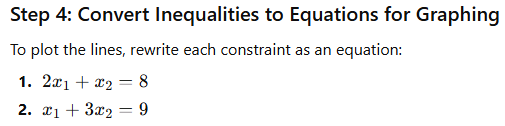 Step 4: Convert Inequalities to Equations for Graphing
To plot the lines, rewrite each constraint as an equation:
1. 2x₁ + x₂ = 8
2. x₁ + 3x₂ = 9